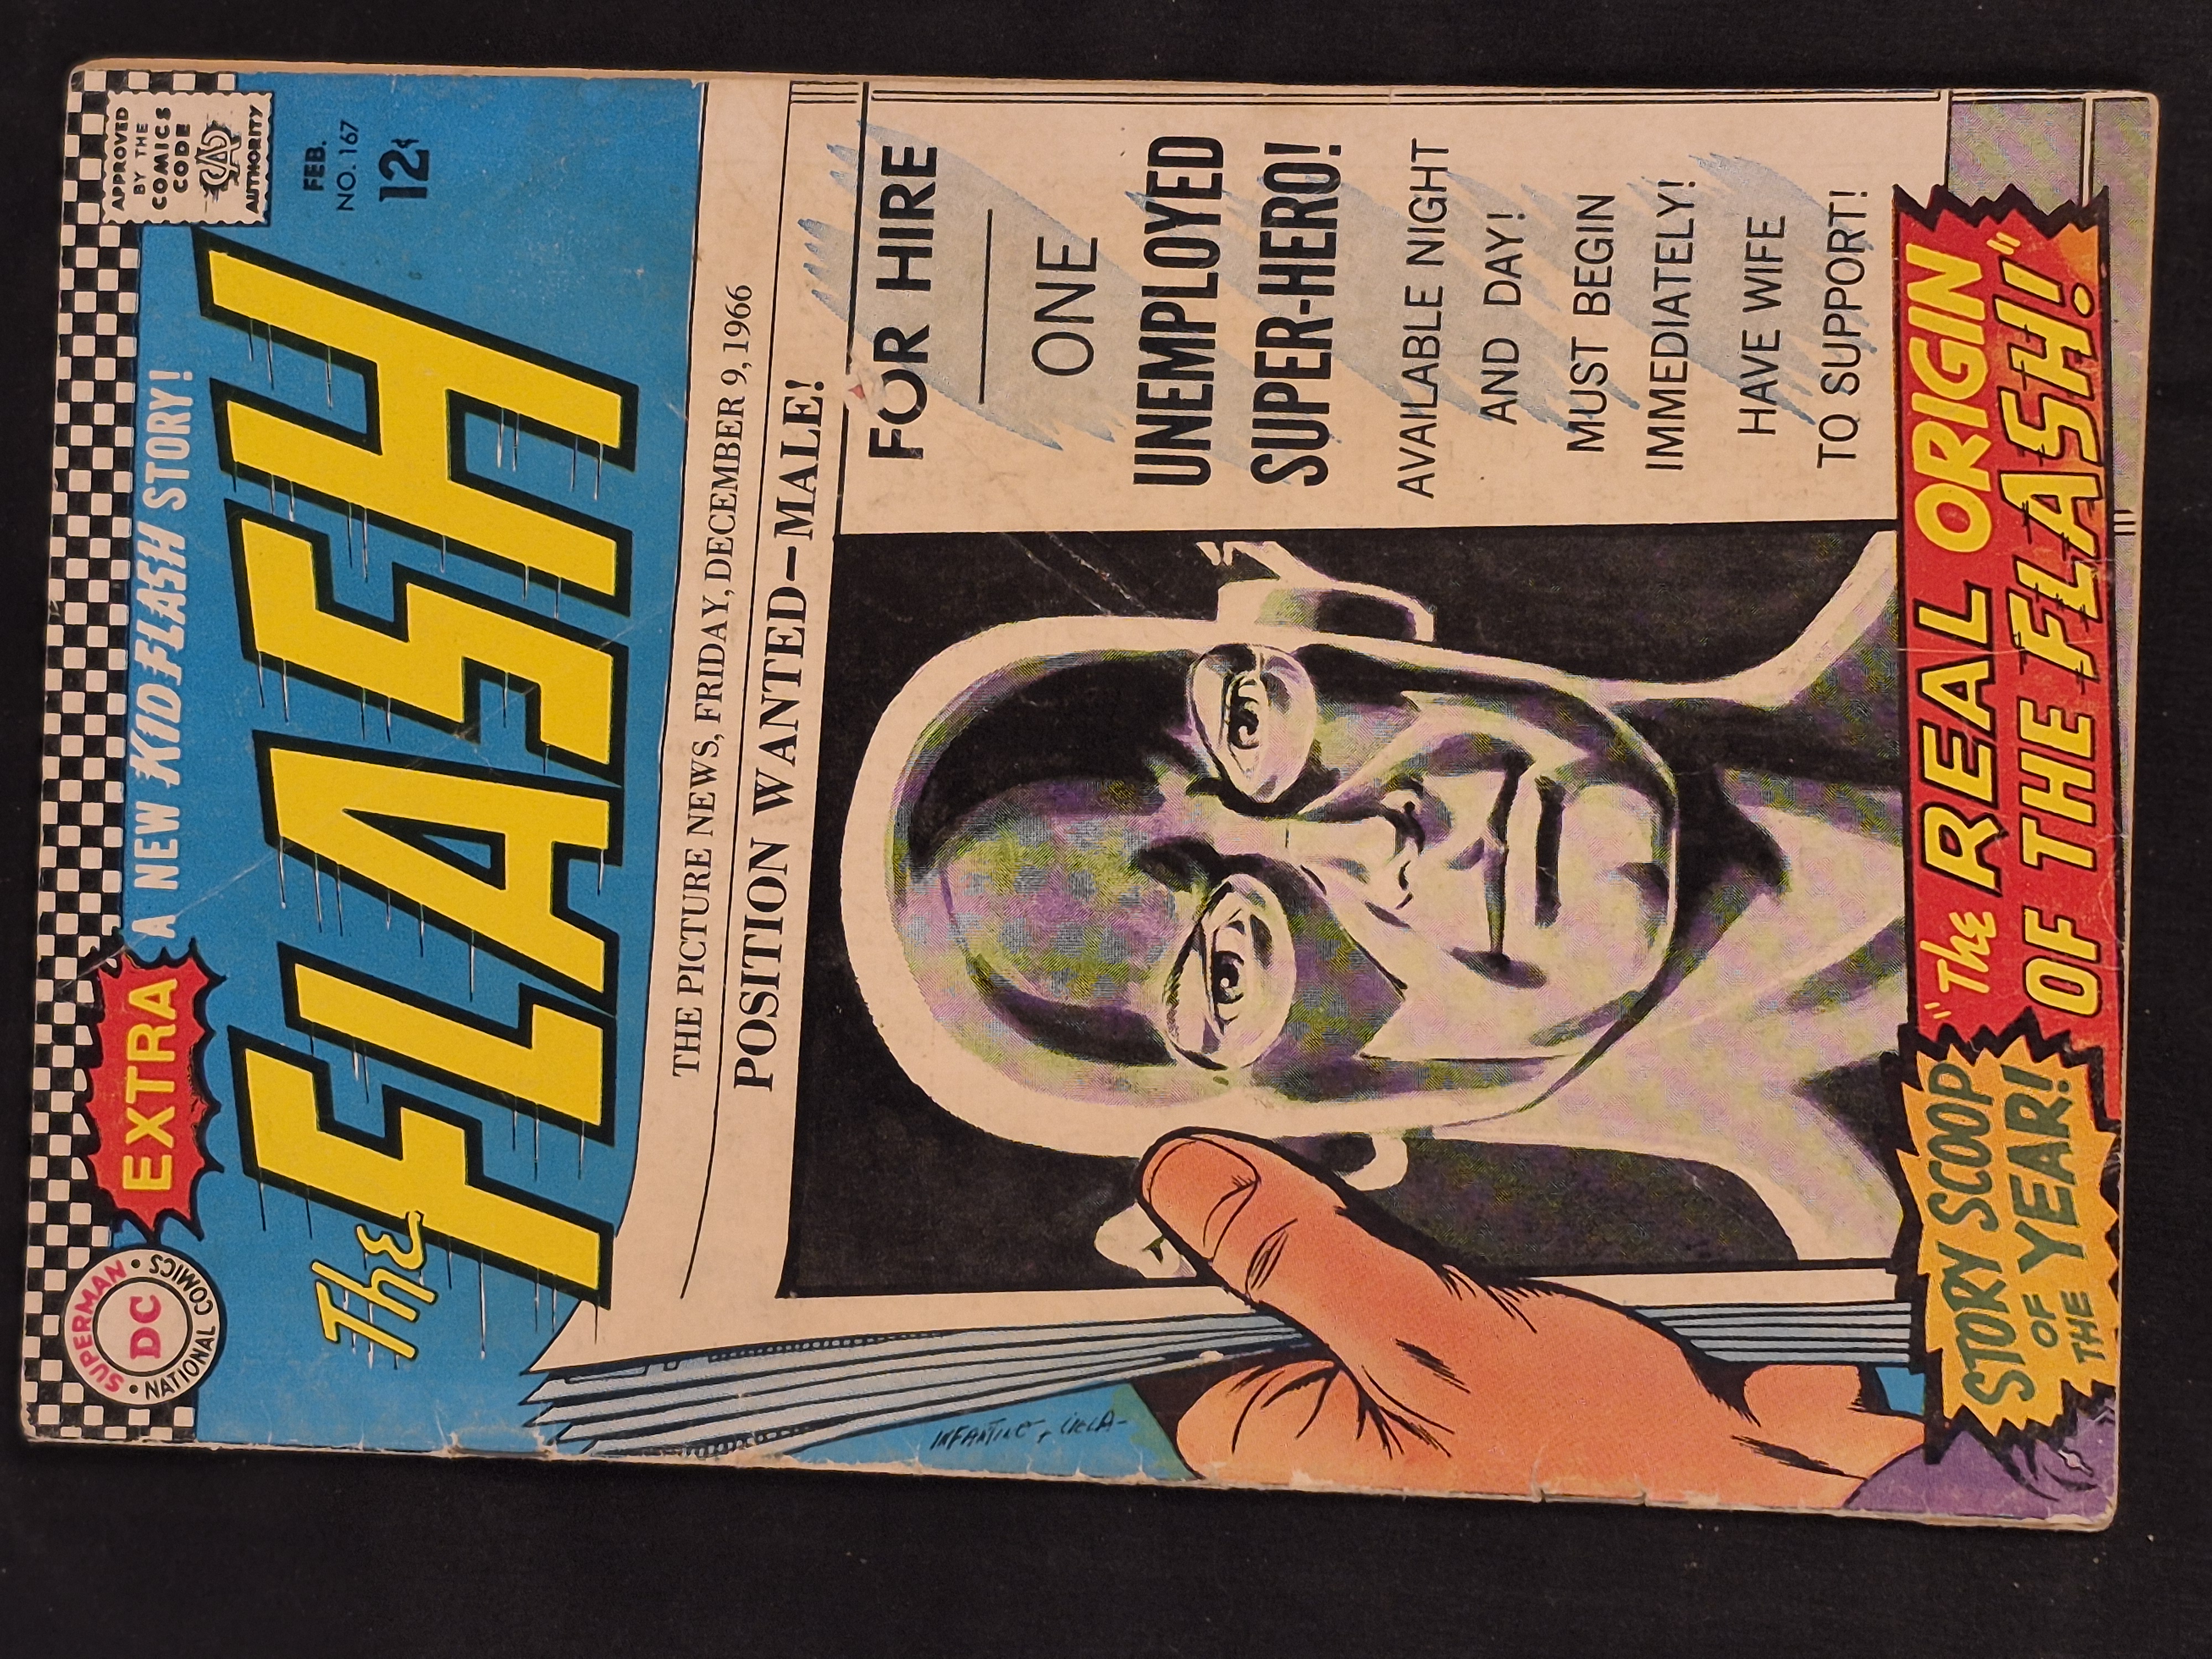 SUPERMAN • NATIONAL COMICS •
DC
EXTRA
A NEW KID FLASH STORY!
APPROVED
BY THE
COMICS
CODE
CA
AUTHORITY
FEB.
NO. 167
12¢
The
FLASH
THE PICTURE NEWS, FRIDAY, DECEMBER 9, 1966
POSITION WANTED—MALE!
FOR HIRE
ONE
UNEMPLOYED
SUPER-HERO!
AVAILABLE NIGHT
AND DAY!
MUST BEGIN
IMMEDIATELY!
HAVE WIFE
TO SUPPORT!
INFANTINO +
STORY SCOOP
OF
THE YEAR!
"The REAL ORIGIN
OF THE FLASH!"